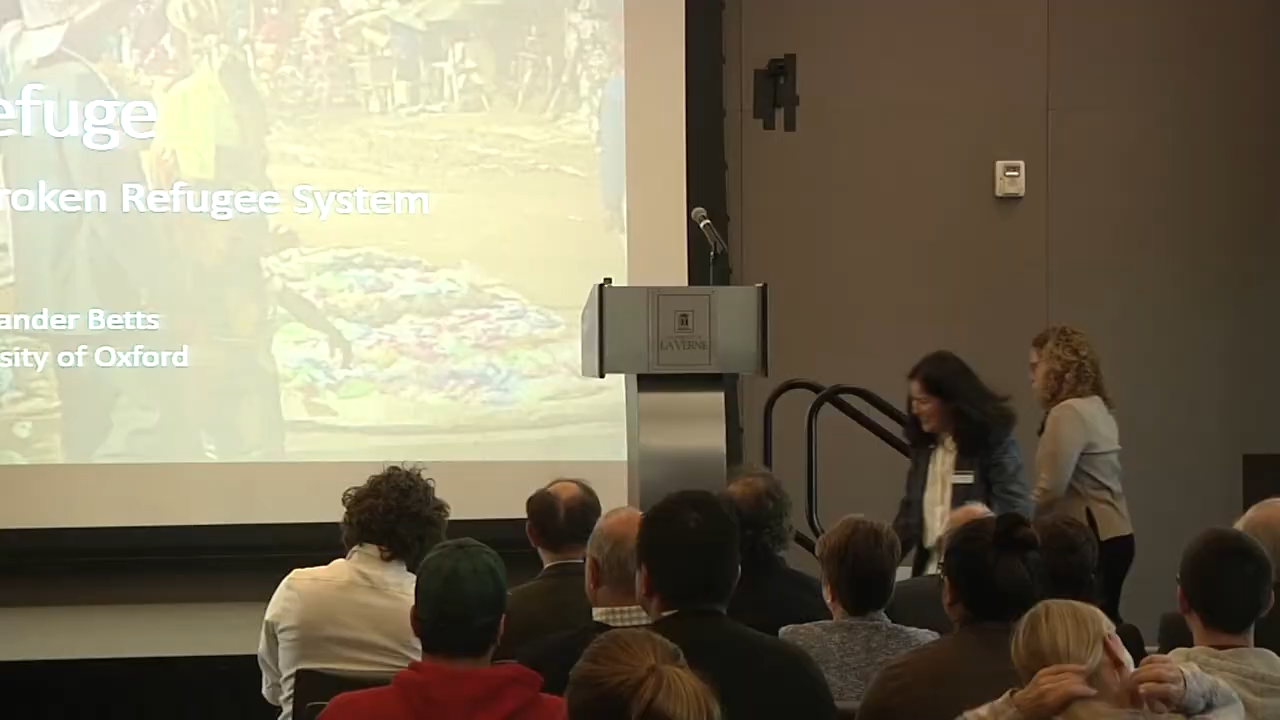 efuge
roken Refugee System
ander Betts
sity of Oxford
LA VERNE